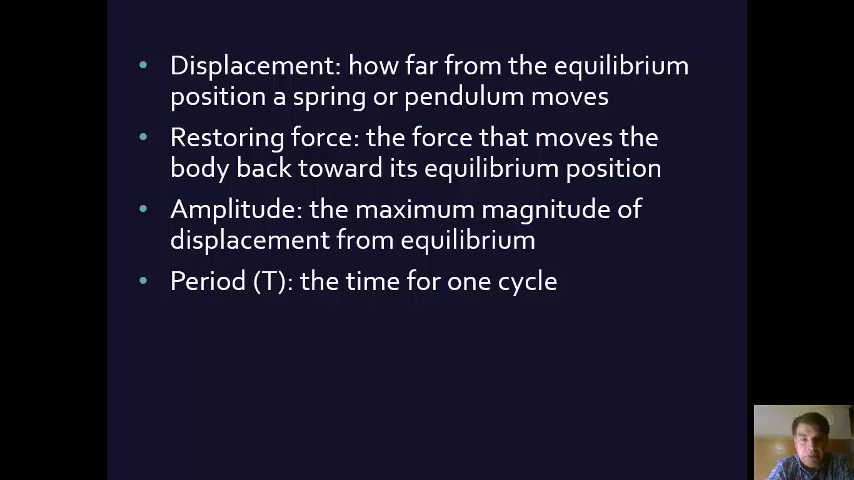 • Displacement: how far from the equilibrium
position a spring or pendulum moves
• Restoring force: the force that moves the
body back toward its equilibrium position
• Amplitude: the maximum magnitude of
displacement from equilibrium
• Period (T): the time for one cycle